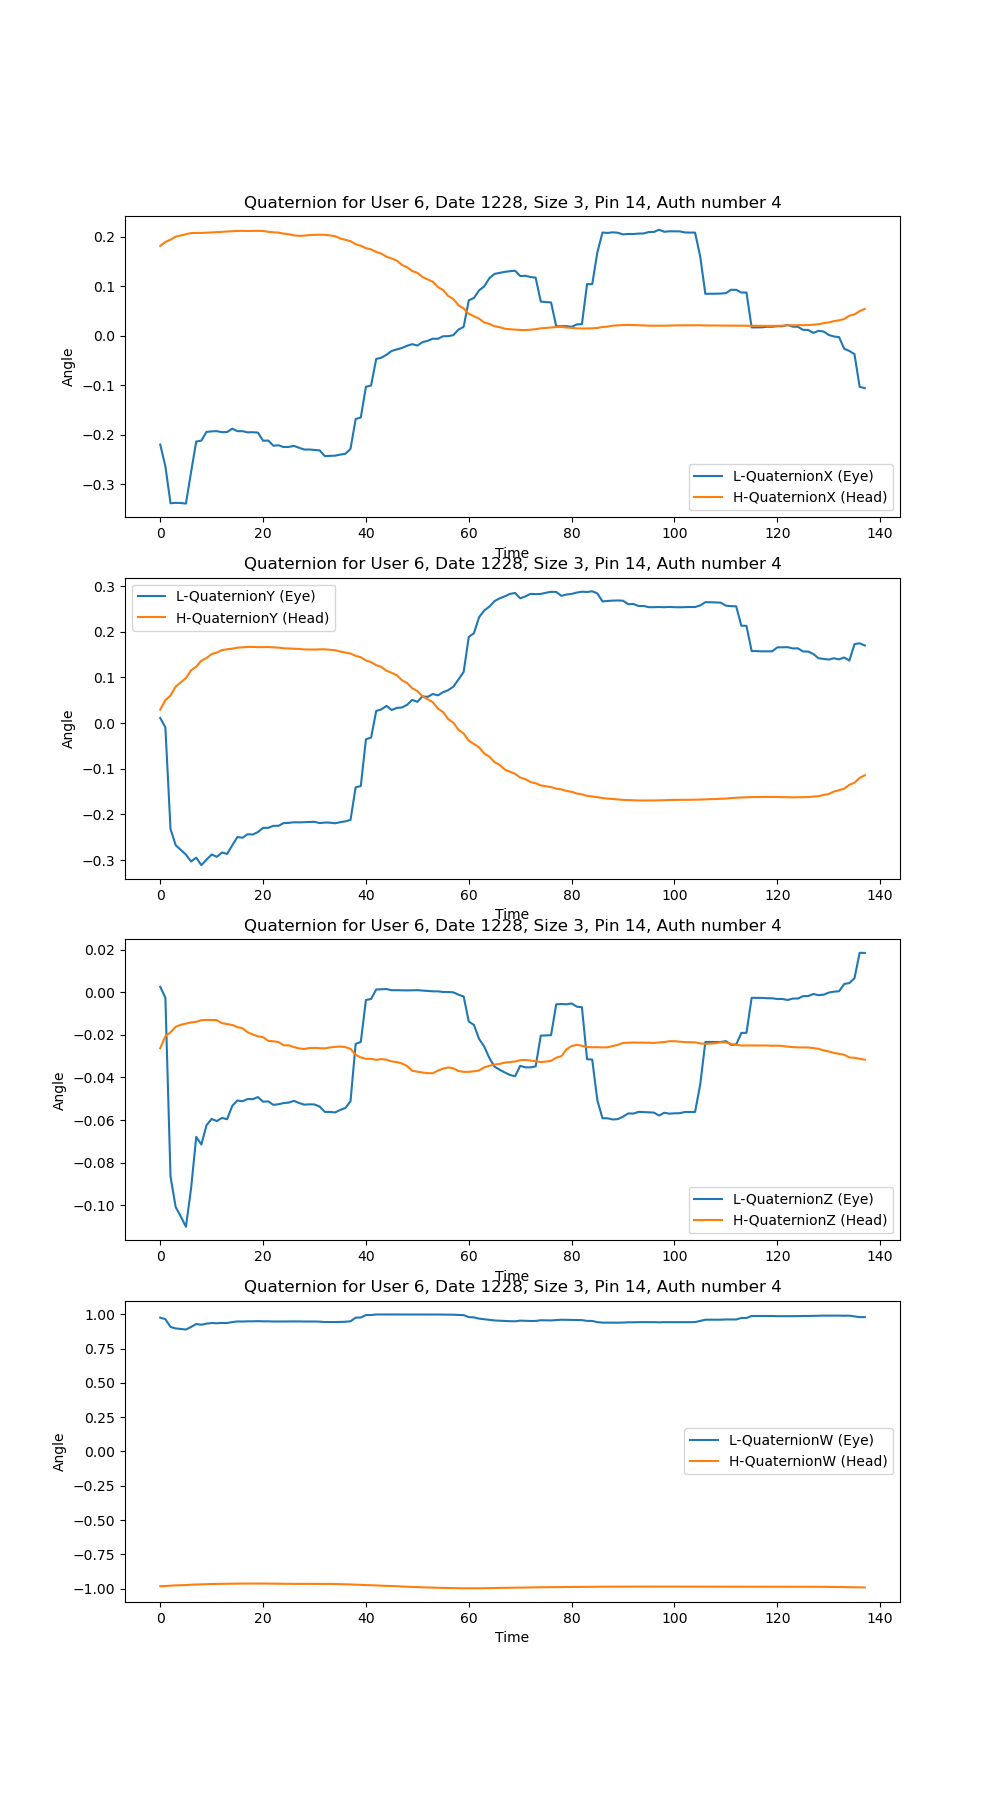 Quaternion for User 6, Date 1228, Size 3, Pin 14, Auth number 4
0.2
0.1
0.0
−0.1
−0.2
−0.3
Angle
L-QuaternionX (Eye)
H-QuaternionX (Head)
0 20 40 60 80 100 120 140
Time
Quaternion for User 6, Date 1228, Size 3, Pin 14, Auth number 4
0.3
0.2
0.1
0.0
−0.1
−0.2
−0.3
Angle
L-QuaternionY (Eye)
H-QuaternionY (Head)
0 20 40 60 80 100 120 140
Time
Quaternion for User 6, Date 1228, Size 3, Pin 14, Auth number 4
0.02
0.00
−0.02
−0.04
−0.06
−0.08
−0.10
Angle
L-QuaternionZ (Eye)
H-QuaternionZ (Head)
0 20 40 60 80 100 120 140
Time
Quaternion for User 6, Date 1228, Size 3, Pin 14, Auth number 4
1.00
0.75
0.50
0.25
0.00
−0.25
−0.50
−0.75
−1.00
Angle
L-QuaternionW (Eye)
H-QuaternionW (Head)
0 20 40 60 80 100 120 140
Time